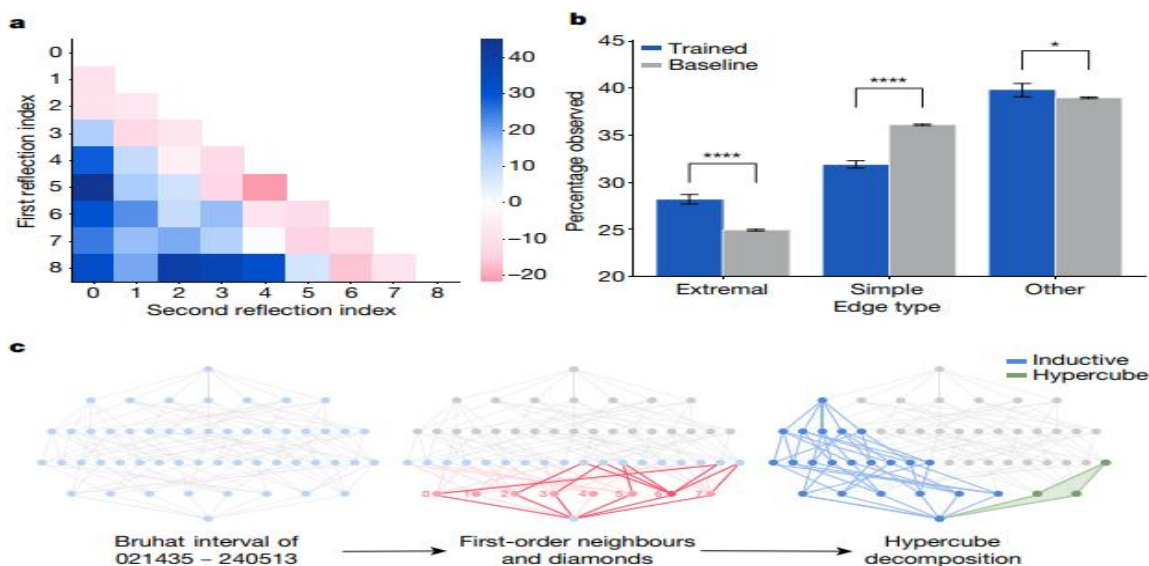 a
First reflection index
0
1
2
3
4
5
6
7
8
0 1 2 3 4 5 6 7 8
Second reflection index
40
30
20
10
0
−10
−20
b
Percentage observed
45
40
35
30
25
20
Trained
Baseline
****
****
*
Extremal Simple Other
Edge type
c
Inductive
Hypercube
0 1 2 3 4 5 6 7
Bruhat interval of
021435 – 240513
First-order neighbours
and diamonds
Hypercube
decomposition